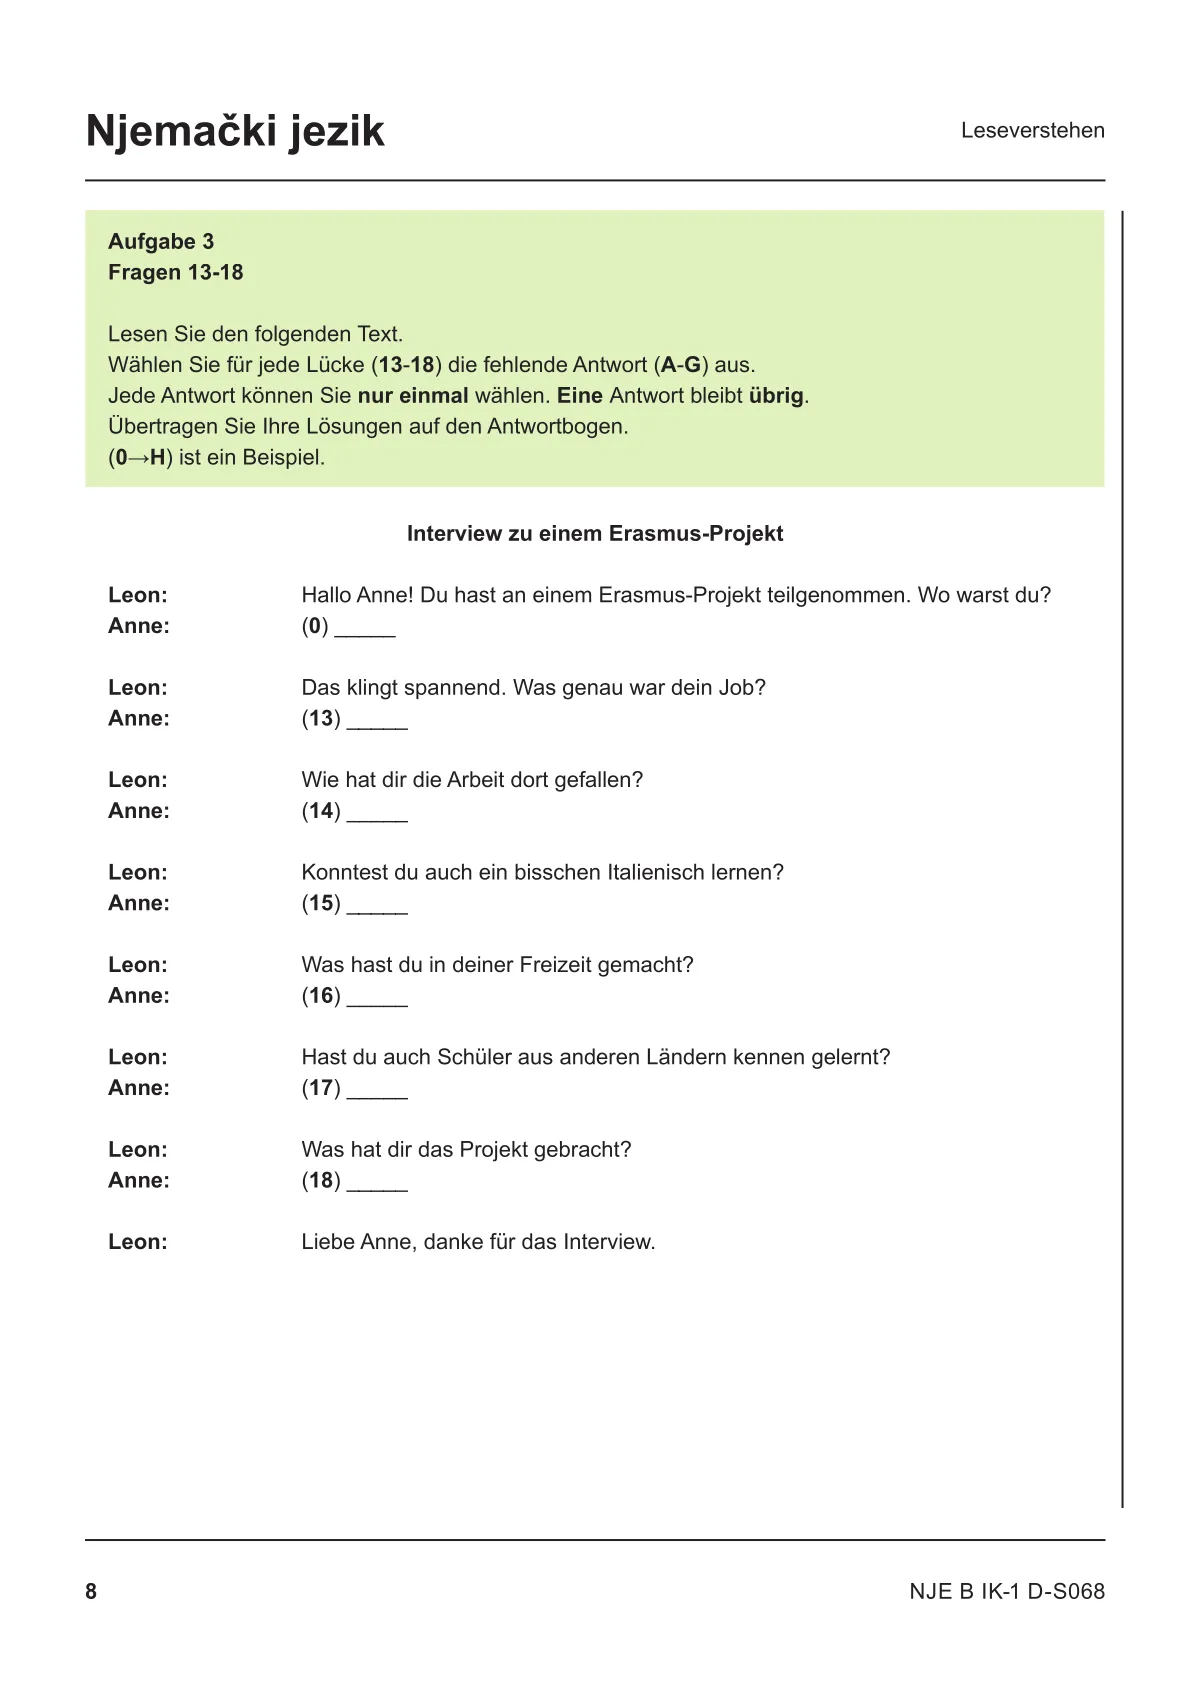 Njemački jezik
Leseverstehen
Aufgabe 3
Fragen 13-18
Lesen Sie den folgenden Text.
Wählen Sie für jede Lücke (13-18) die fehlende Antwort (A-G) aus.
Jede Antwort können Sie nur einmal wählen. Eine Antwort bleibt übrig.
Übertragen Sie Ihre Lösungen auf den Antwortbogen.
(0→H) ist ein Beispiel.
Interview zu einem Erasmus-Projekt
Leon: Hallo Anne! Du hast an einem Erasmus-Projekt teilgenommen. Wo warst du?
Anne: (0) _____
Leon: Das klingt spannend. Was genau war dein Job?
Anne: (13) _____
Leon: Wie hat dir die Arbeit dort gefallen?
Anne: (14) _____
Leon: Konntest du auch ein bisschen Italienisch lernen?
Anne: (15) _____
Leon: Was hast du in deiner Freizeit gemacht?
Anne: (16) _____
Leon: Hast du auch Schüler aus anderen Ländern kennen gelernt?
Anne: (17) _____
Leon: Was hat dir das Projekt gebracht?
Anne: (18) _____
Leon: Liebe Anne, danke für das Interview.
8
NJE B IK-1 D-S068